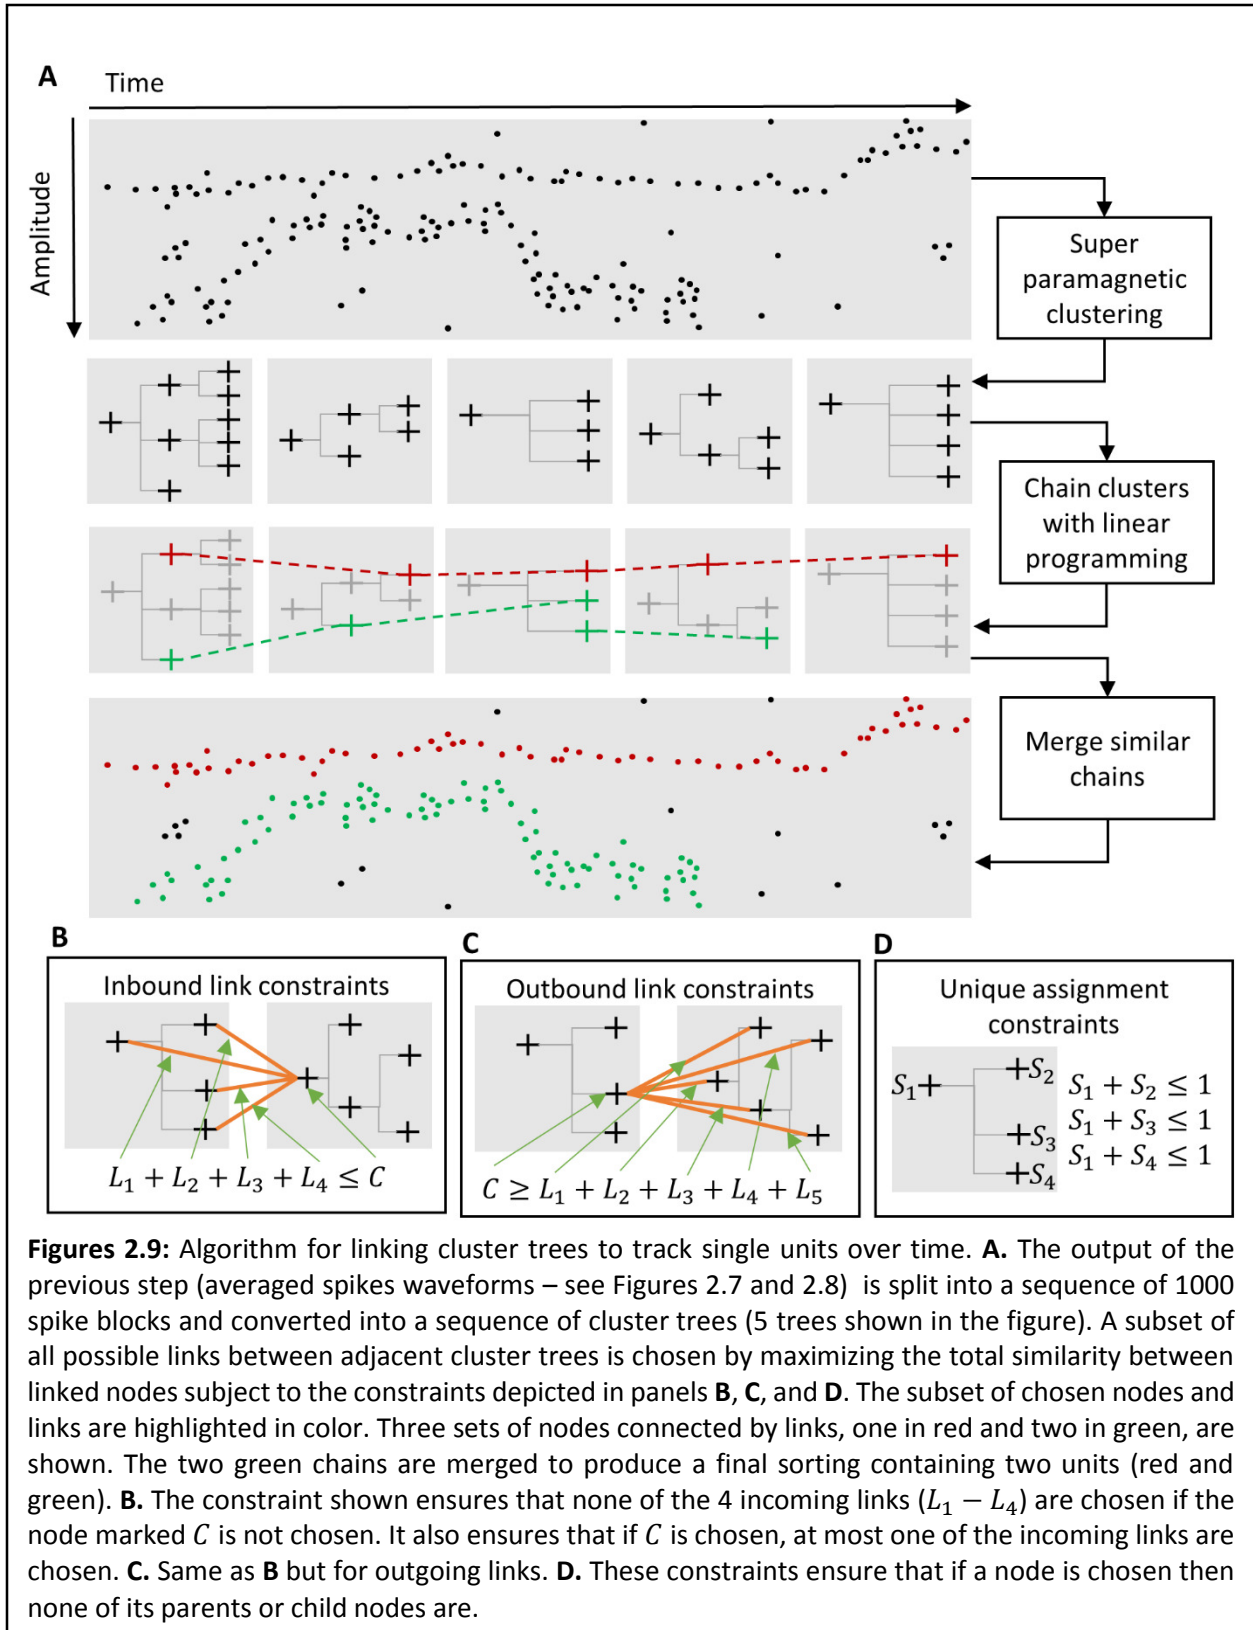 A
Time
Amplitude
Super
paramagnetic
clustering
Chain clusters
with linear
programming
Merge similar
chains
B
Inbound link constraints
L₁ + L₂ + L₃ + L₄ ≤ C
C
Outbound link constraints
C ≥ L₁ + L₂ + L₃ + L₄ + L₅
D
Unique assignment
constraints
S₁
S₂
S₃
S₄
S₁ + S₂ ≤ 1
S₁ + S₃ ≤ 1
S₁ + S₄ ≤ 1
Figures 2.9: Algorithm for linking cluster trees to track single units over time. A. The output of the
previous step (averaged spikes waveforms – see Figures 2.7 and 2.8) is split into a sequence of 1000
spike blocks and converted into a sequence of cluster trees (5 trees shown in the figure). A subset of
all possible links between adjacent cluster trees is chosen by maximizing the total similarity between
linked nodes subject to the constraints depicted in panels B, C, and D. The subset of chosen nodes and
links are highlighted in color. Three sets of nodes connected by links, one in red and two in green, are
shown. The two green chains are merged to produce a final sorting containing two units (red and
green). B. The constraint shown ensures that none of the 4 incoming links (L₁ − L₄) are chosen if the
node marked C is not chosen. It also ensures that if C is chosen, at most one of the incoming links are
chosen. C. Same as B but for outgoing links. D. These constraints ensure that if a node is chosen then
none of its parents or child nodes are.